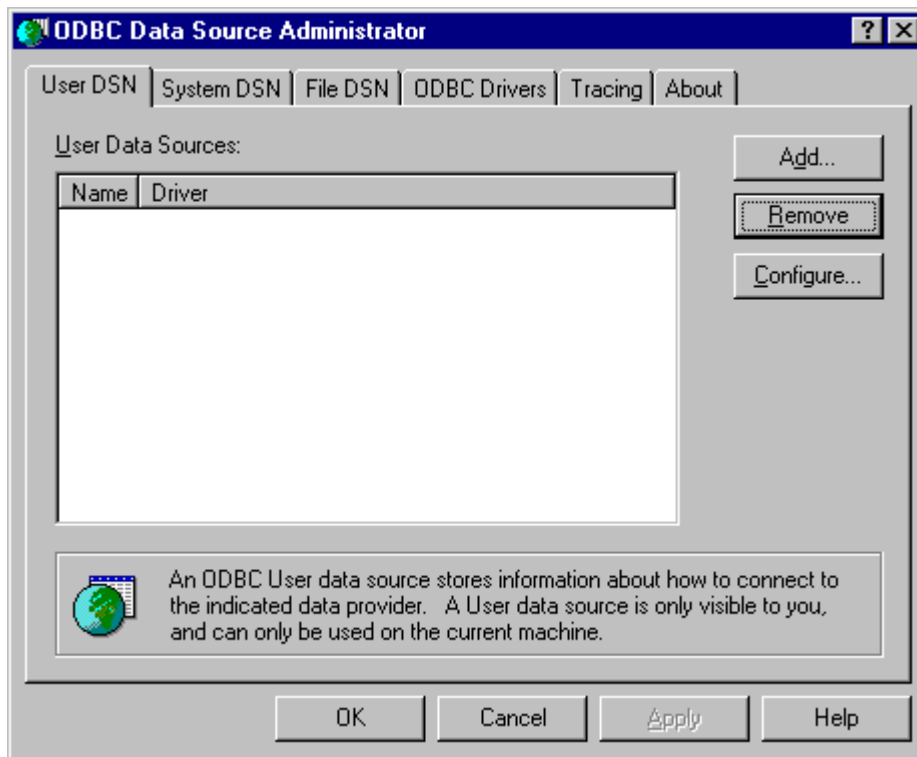 ODBC Data Source Administrator
User DSN System DSN File DSN ODBC Drivers Tracing About
User Data Sources:
Name Driver
Add...
Remove
Configure...
An ODBC User data source stores information about how to connect to
the indicated data provider. A User data source is only visible to you,
and can only be used on the current machine.
OK Cancel Apply Help